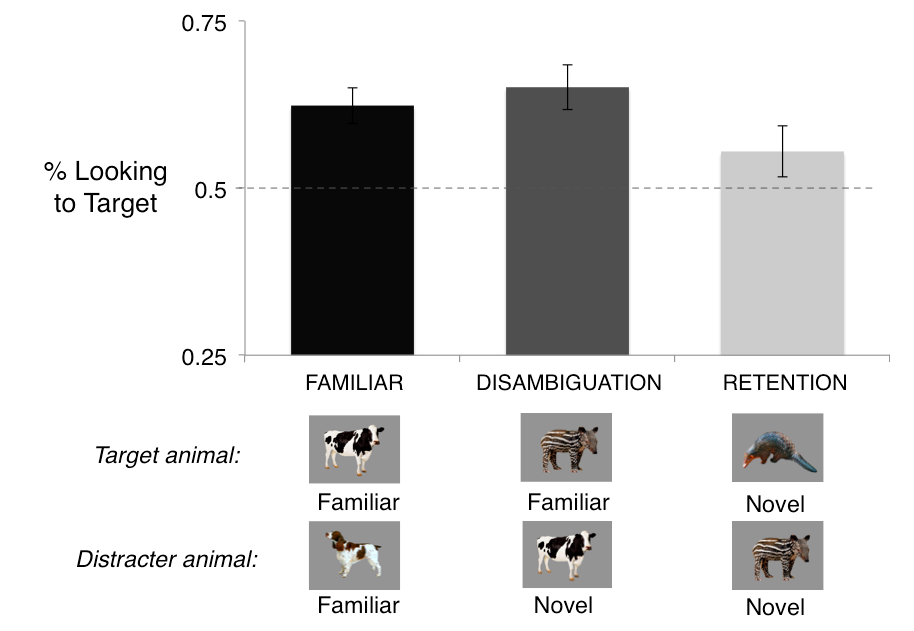 0.75
% Looking
to Target
0.5
0.25
FAMILIAR DISAMBIGUATION RETENTION
Target animal:
Familiar Familiar Novel
Distracter animal:
Familiar Novel Novel